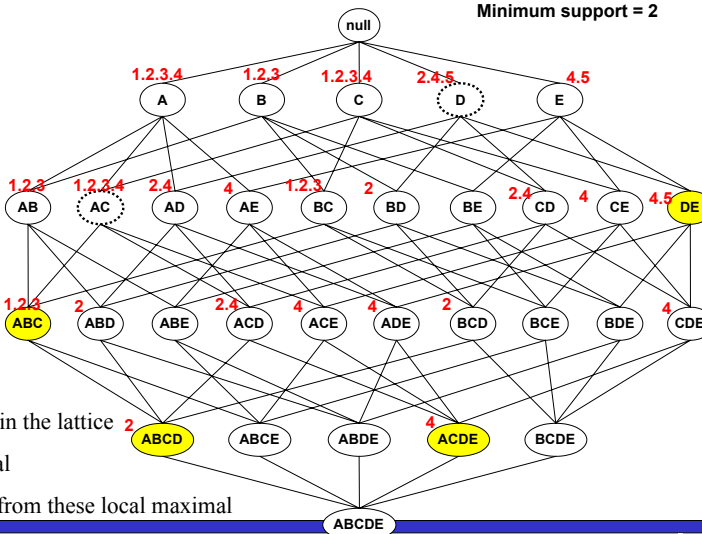 Minimum support = 2
null
1.2.3.4 1.2.3 1.2.3.4 2.4.5 4.5
A B C D E
1.2.3 1.2.3.4 2.4 4 1.2.3 2 2.4 4 4.5
AB AC AD AE BC BD BE CD CE DE
1.2.3 2 2.4 4 4 2 4
ABC ABD ABE ACD ACE ADE BCD BCE BDE CDE
in the lattice
2 4
ABCD ABCE ABDE ACDE BCDE
al
from these local maximal
ABCDE